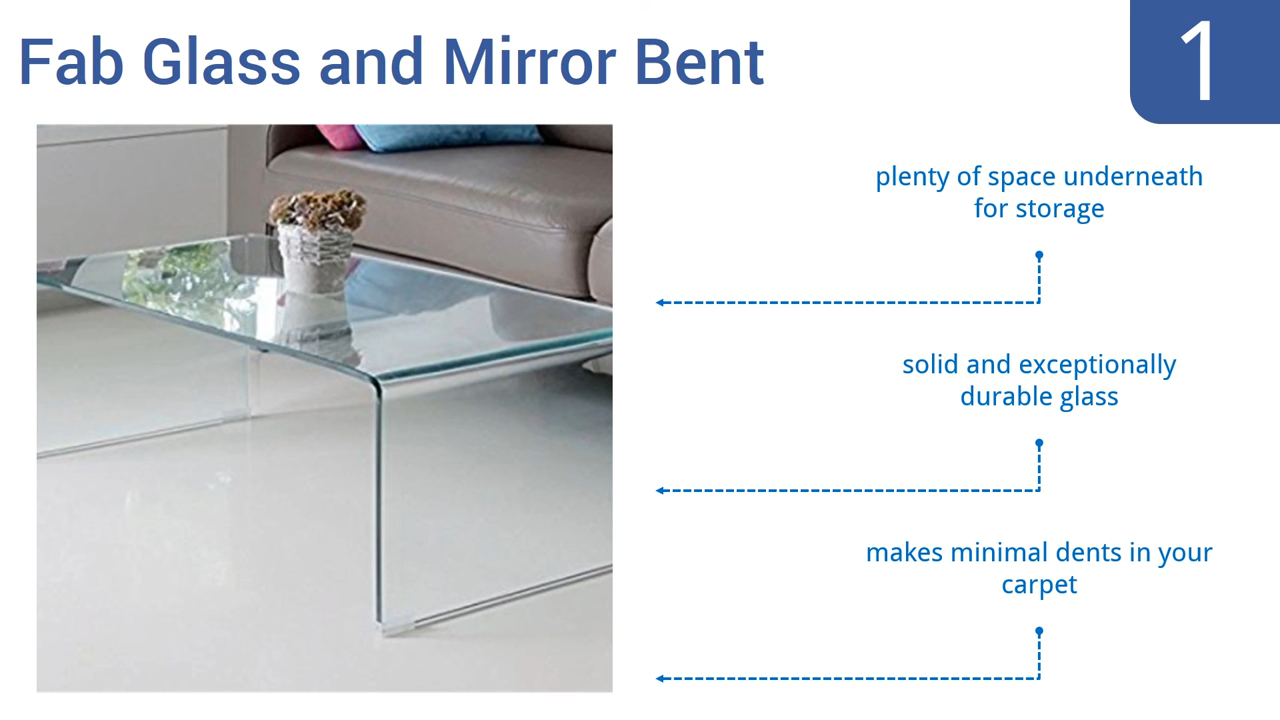 Fab Glass and Mirror Bent
1
plenty of space underneath
for storage
solid and exceptionally
durable glass
makes minimal dents in your
carpet